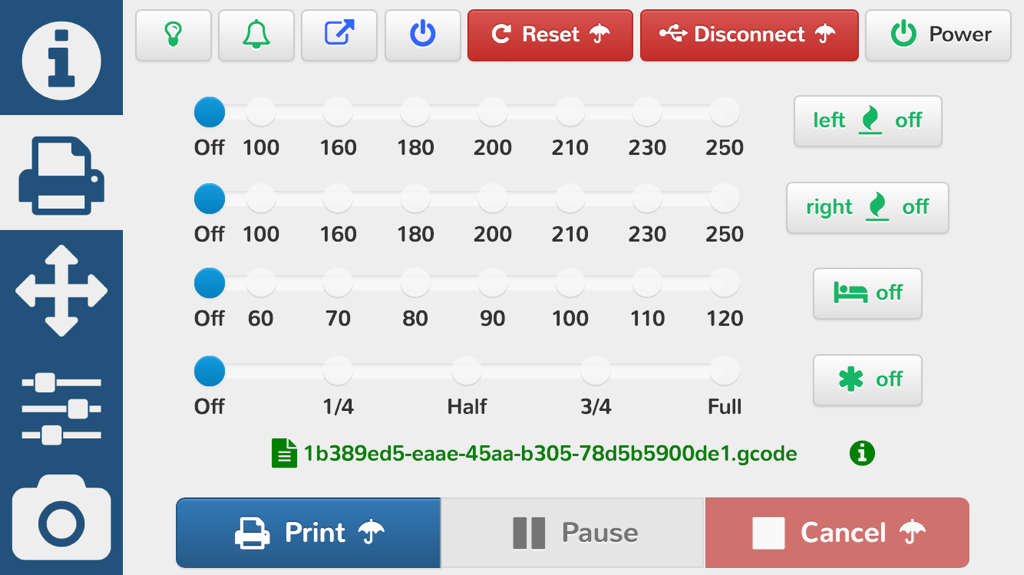 Reset Disconnect Power
Off 100 160 180 200 210 230 250
left off
Off 100 160 180 200 210 230 250
right off
Off 60 70 80 90 100 110 120
off
Off 1/4 Half 3/4 Full
off
1b389ed5-eaae-45aa-b305-78d5b5900de1.gcode
Print Pause Cancel